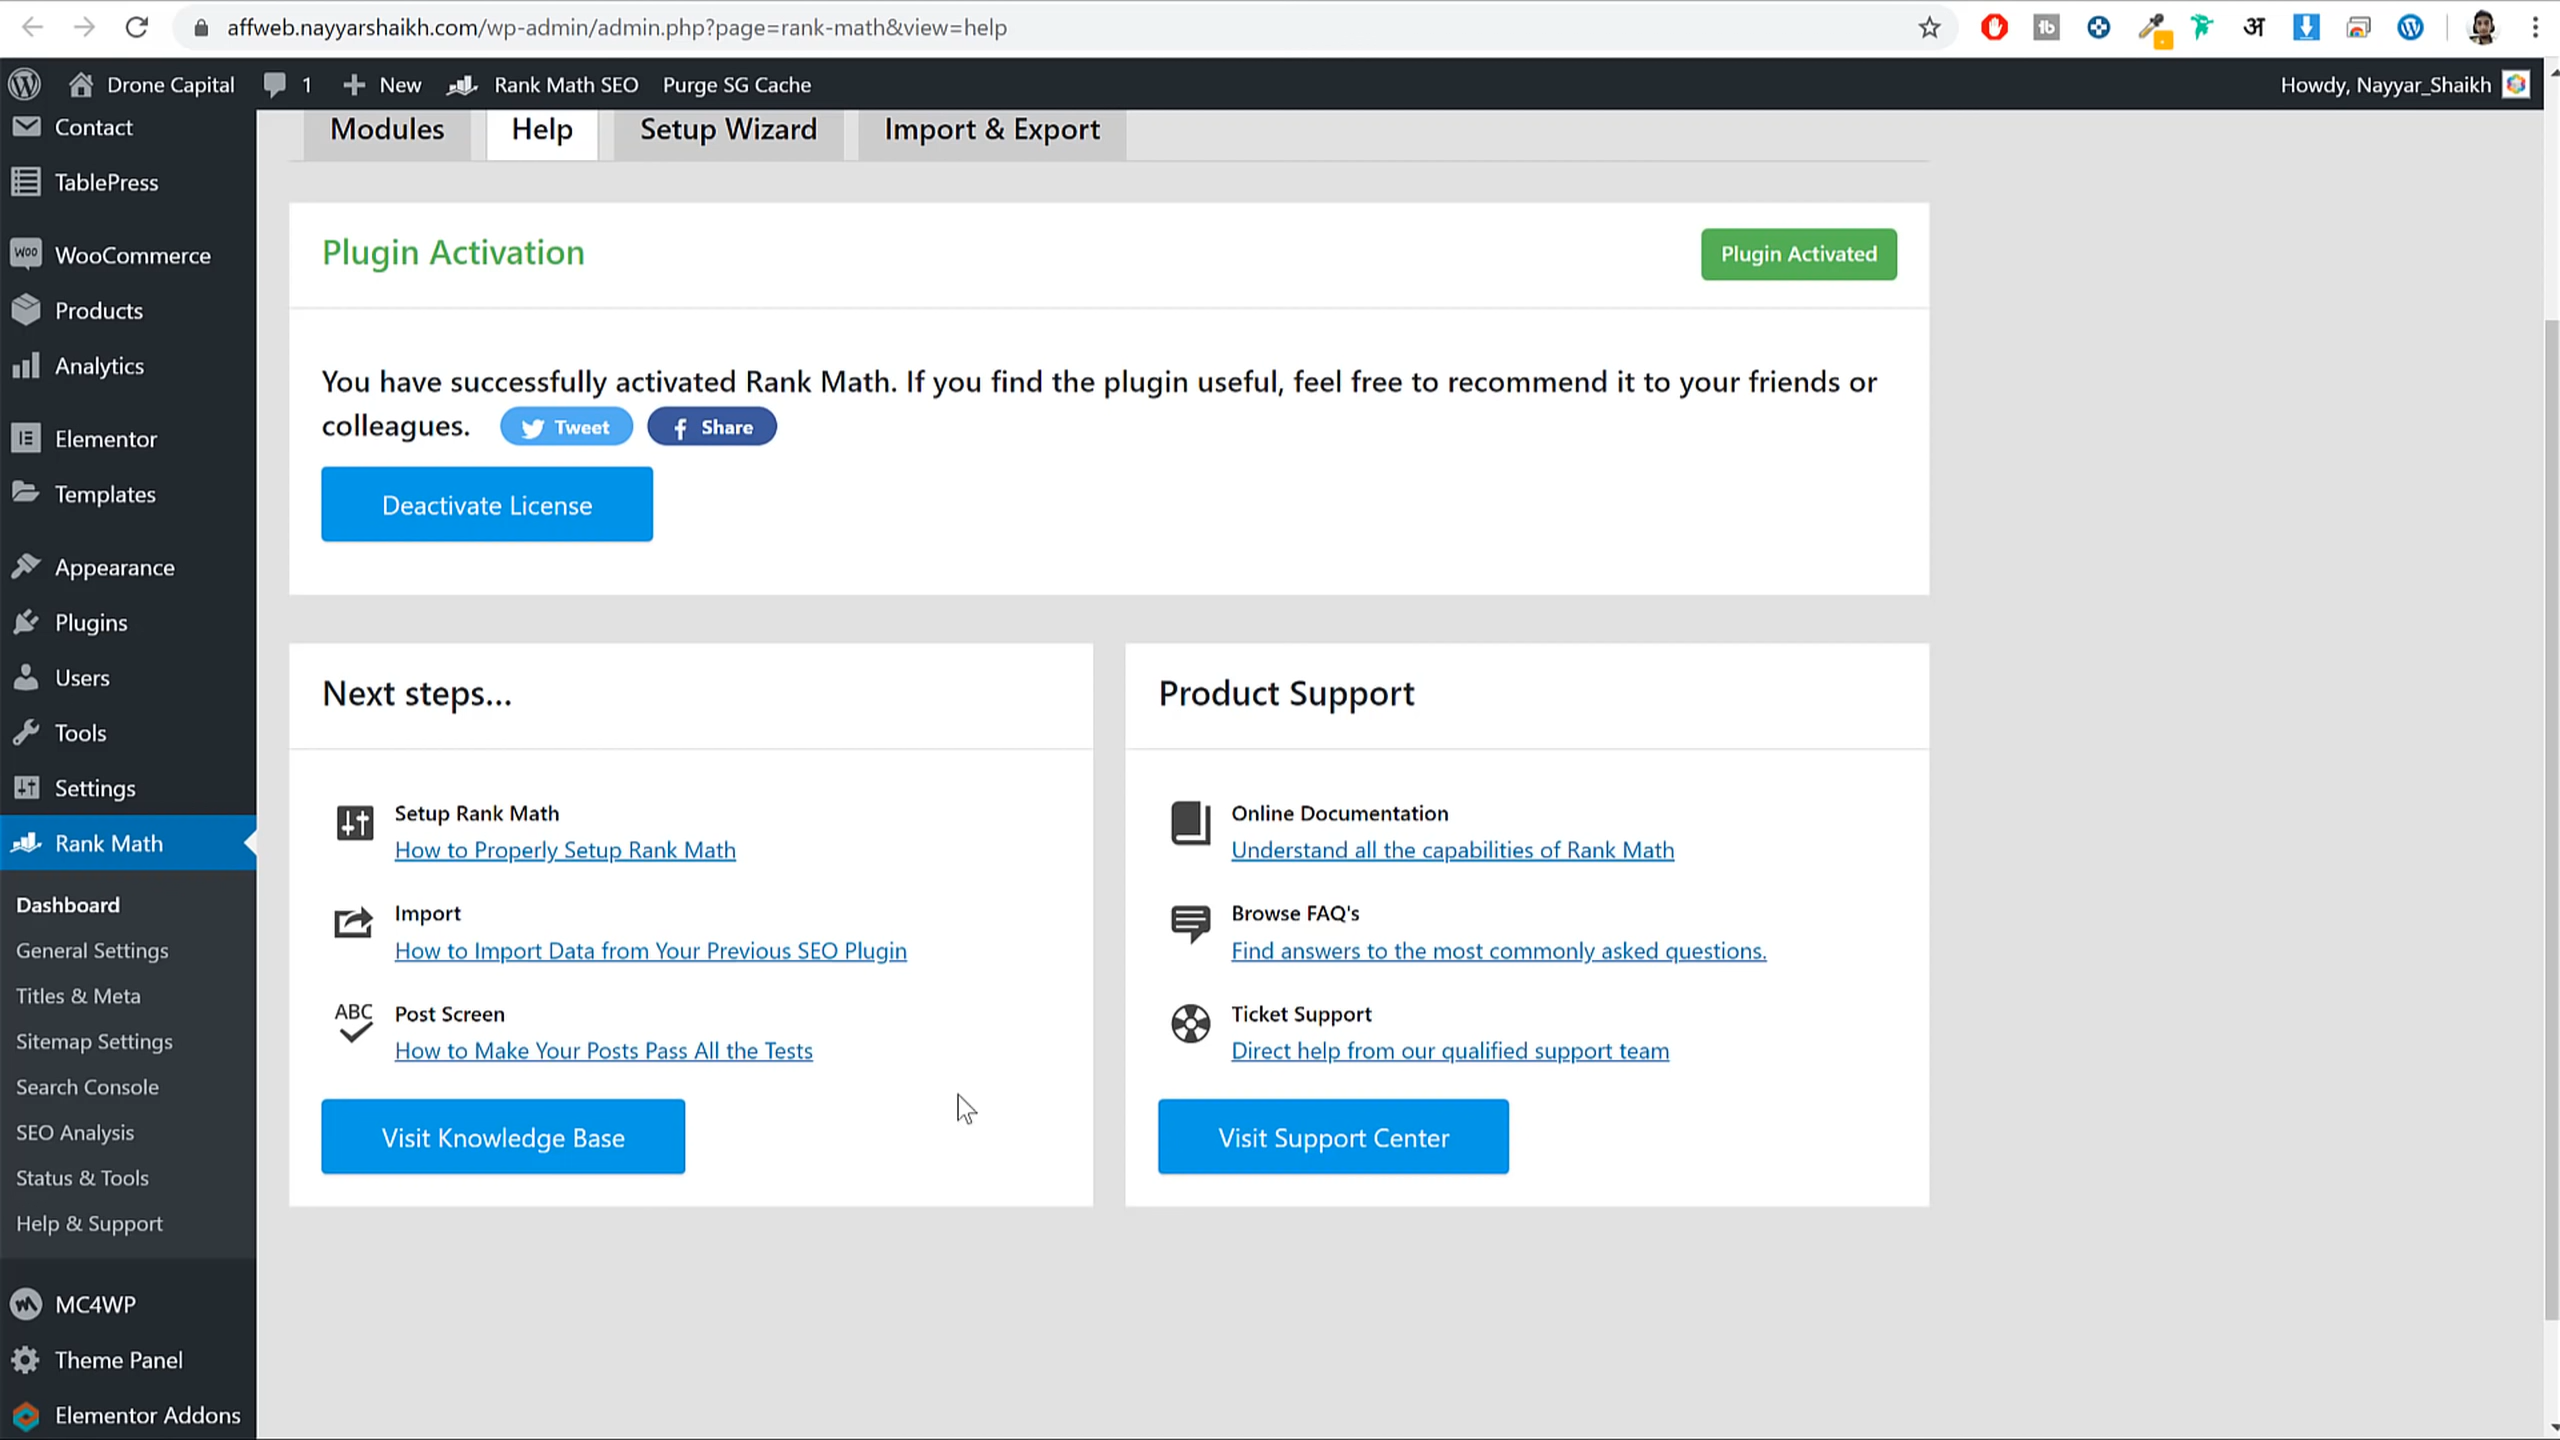 affweb.nayyarshaikh.com/wp-admin/admin.php?page=rank-math&view=help
tb
अ
Drone Capital
1
New
Rank Math SEO
Purge SG Cache
Howdy, Nayyar_Shaikh
Contact
TablePress
WOO
WooCommerce
Products
Analytics
Elementor
Templates
Appearance
Plugins
Users
Tools
Settings
Rank Math
Dashboard
General Settings
Titles & Meta
Sitemap Settings
Search Console
SEO Analysis
Status & Tools
Help & Support
MC4WP
Theme Panel
Elementor Addons
Modules
Help
Setup Wizard
Import & Export
Plugin Activation
Plugin Activated
You have successfully activated Rank Math. If you find the plugin useful, feel free to recommend it to your friends or
colleagues.
Tweet
Share
Deactivate License
Next steps...
Setup Rank Math
How to Properly Setup Rank Math
Import
How to Import Data from Your Previous SEO Plugin
ABC
Post Screen
How to Make Your Posts Pass All the Tests
Visit Knowledge Base
Product Support
Online Documentation
Understand all the capabilities of Rank Math
Browse FAQ's
Find answers to the most commonly asked questions.
Ticket Support
Direct help from our qualified support team
Visit Support Center